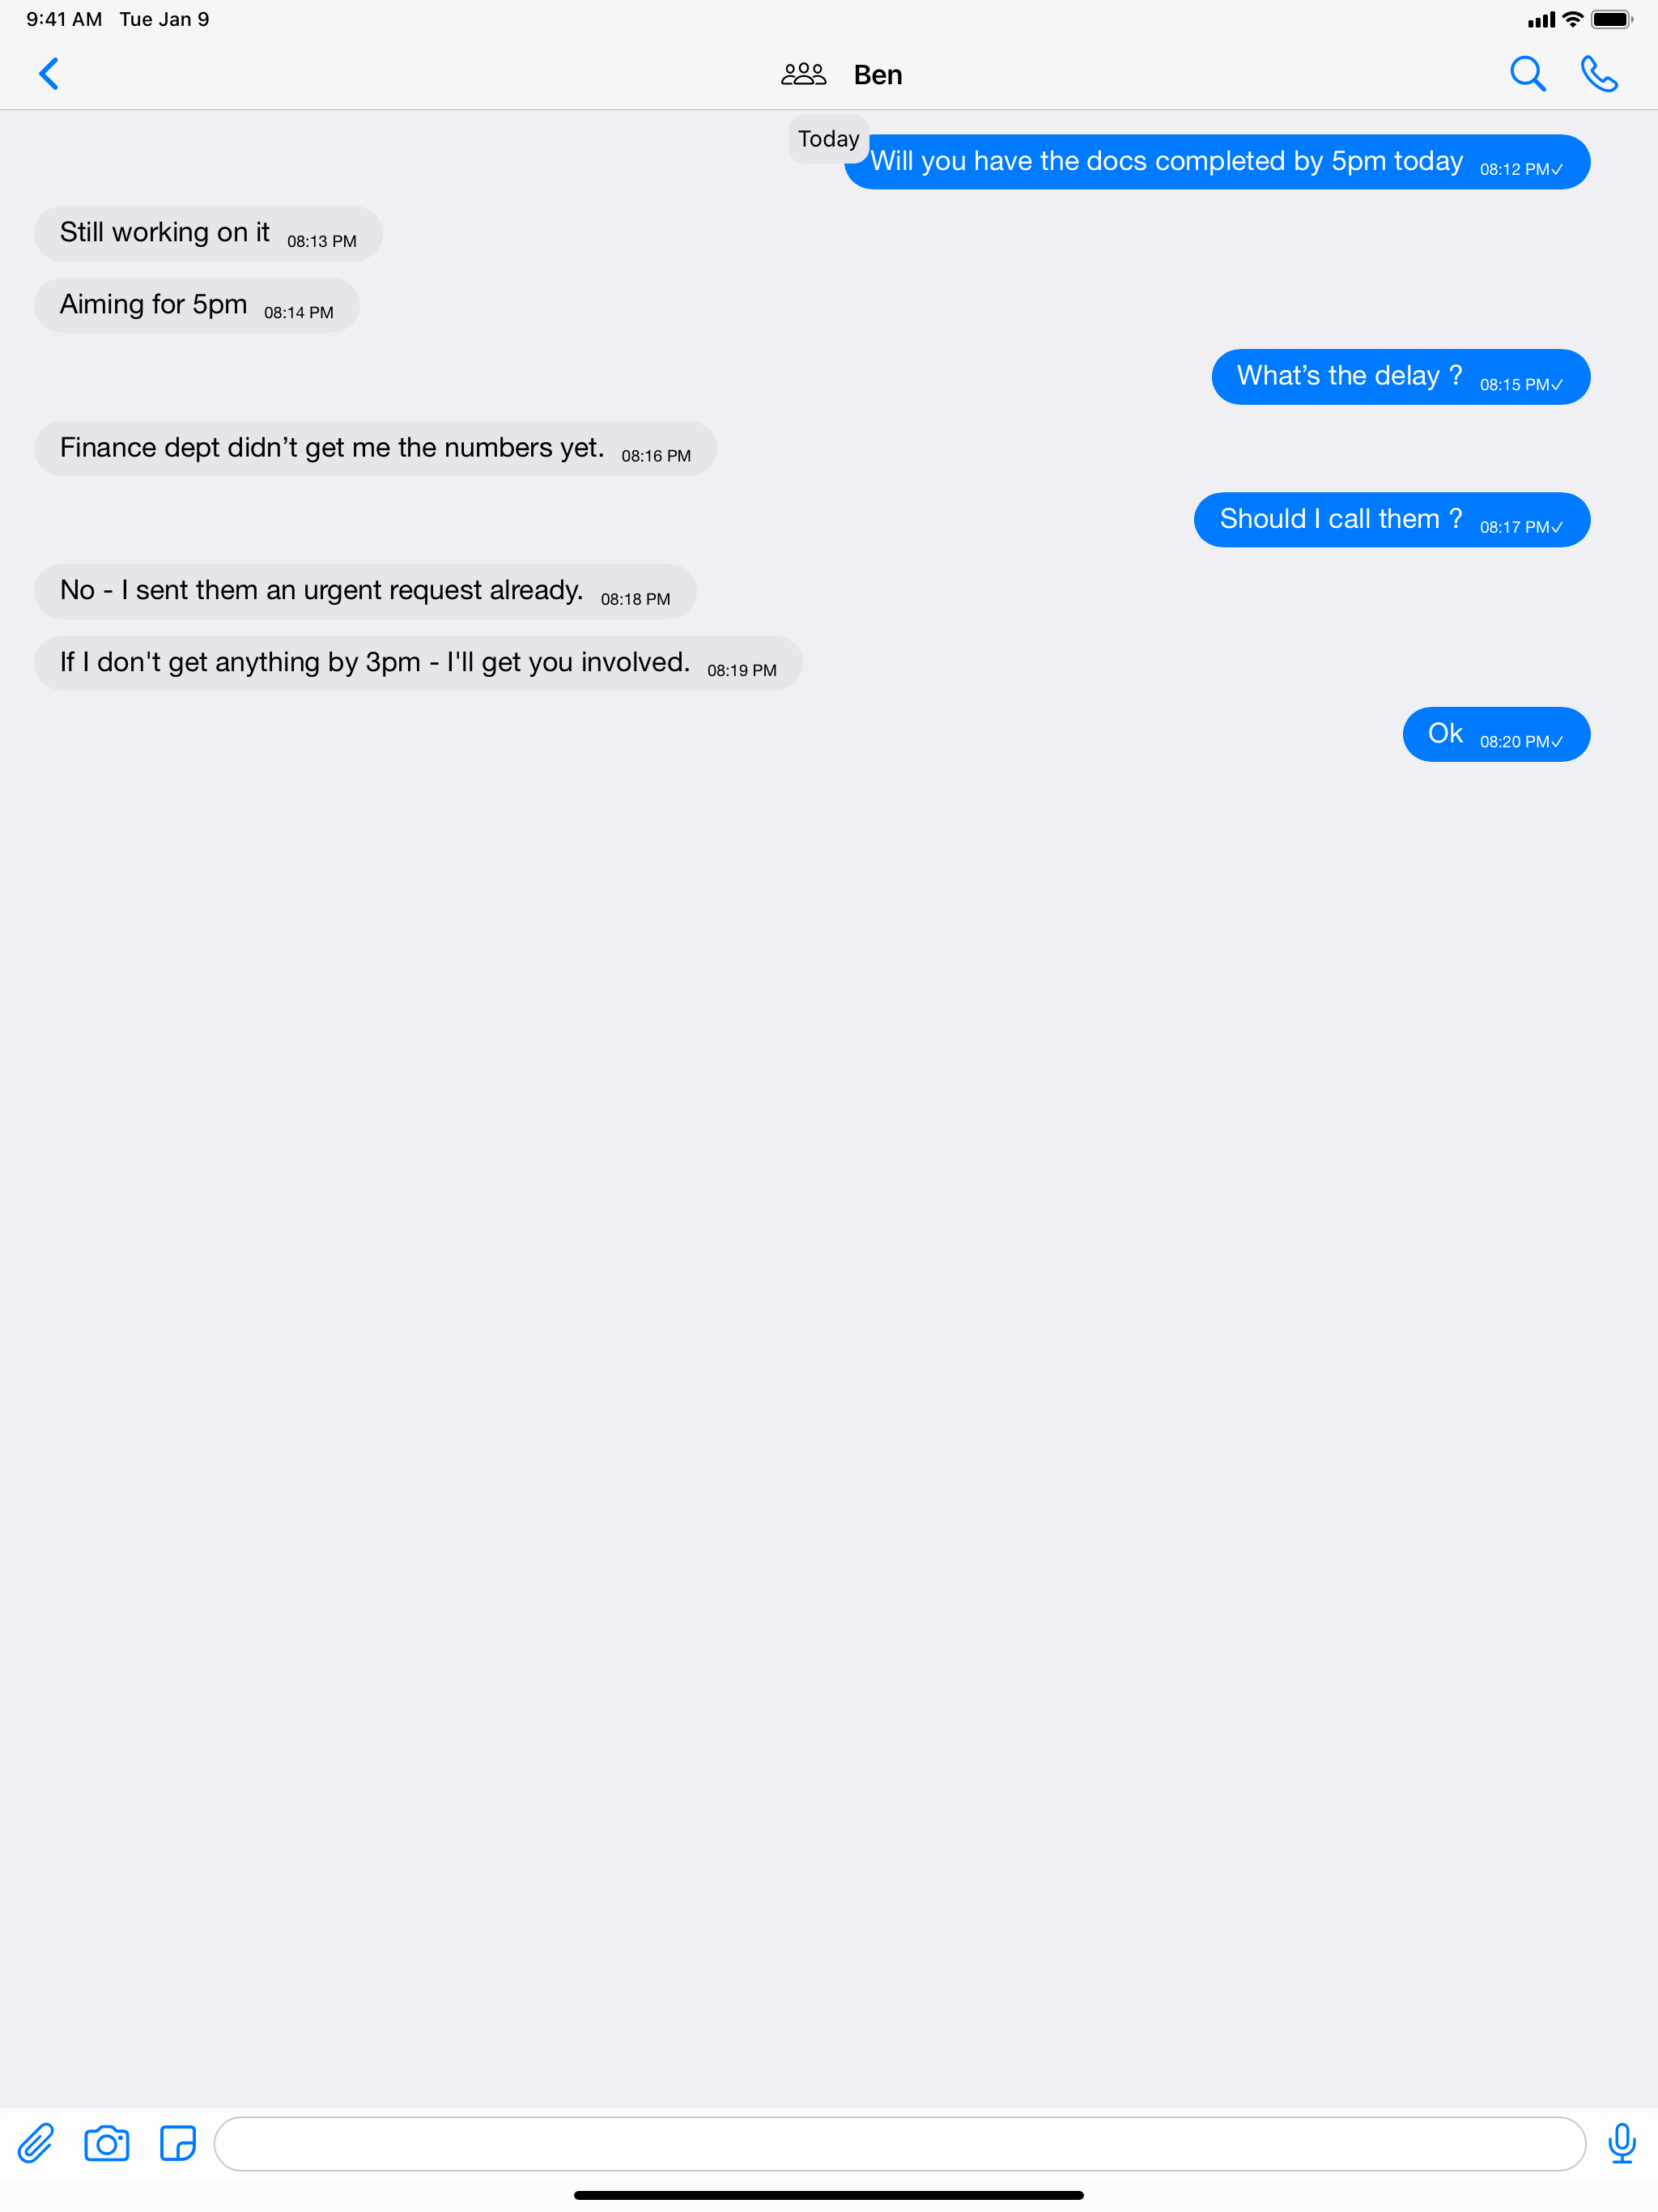 9:41 AM Tue Jan 9
Ben
Today
Will you have the docs completed by 5pm today 08:12 PM✓
Still working on it 08:13 PM
Aiming for 5pm 08:14 PM
What’s the delay ? 08:15 PM✓
Finance dept didn’t get me the numbers yet. 08:16 PM
Should I call them ? 08:17 PM✓
No - I sent them an urgent request already. 08:18 PM
If I don't get anything by 3pm - I'll get you involved. 08:19 PM
Ok 08:20 PM✓